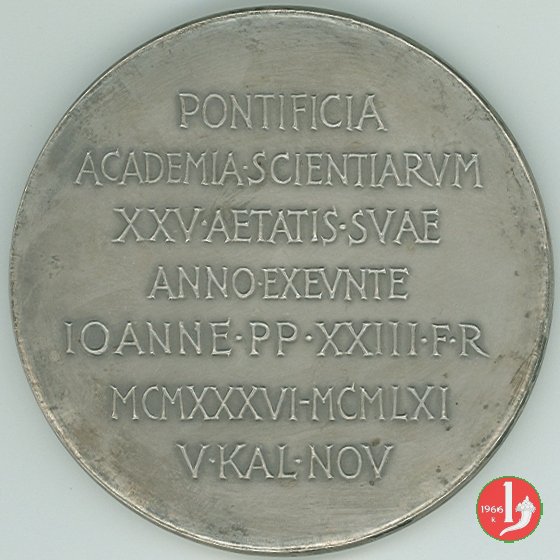 PONTIFICIA
ACADEMIA·SCIENTIARVM
XXV·AETATIS·SVAE
ANNO·EXEVNTE
IOANNE·PP·XXIII·F·R
MCMXXXVI-MCMLXI
V·KAL·NOV
1966
R